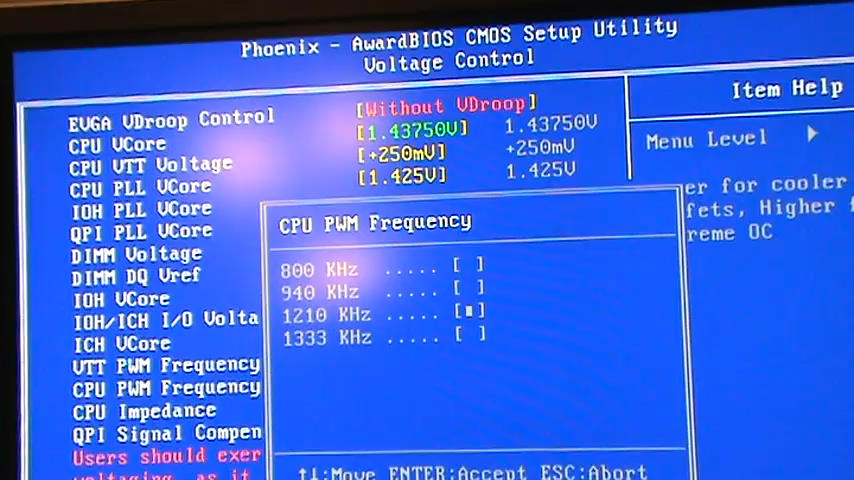 Phoenix - AwardBIOS CMOS Setup Utility
Voltage Control
EVGA VDroop Control [Without VDroop]
CPU VCore [1.43750V] 1.43750V
CPU VTT Voltage [+250mV] +250mV
CPU PLL VCore [1.425V] 1.425V
IOH PLL VCore
QPI PLL VCore
DIMM Voltage
DIMM DQ Vref
IOH VCore
IOH/ICH I/O Volta
ICH VCore
VTT PWM Frequency
CPU PWM Frequency
CPU Impedance
QPI Signal Compen
Users should exer
voltaging, as it
CPU PWM Frequency
800 KHz ..... [ ]
940 KHz ..... [ ]
1210 KHz ..... [■]
1333 KHz ..... [ ]
↑↓:Move ENTER:Accept ESC:Abort
Item Help
Menu Level ▶
er for cooler
fets, Higher f
reme OC